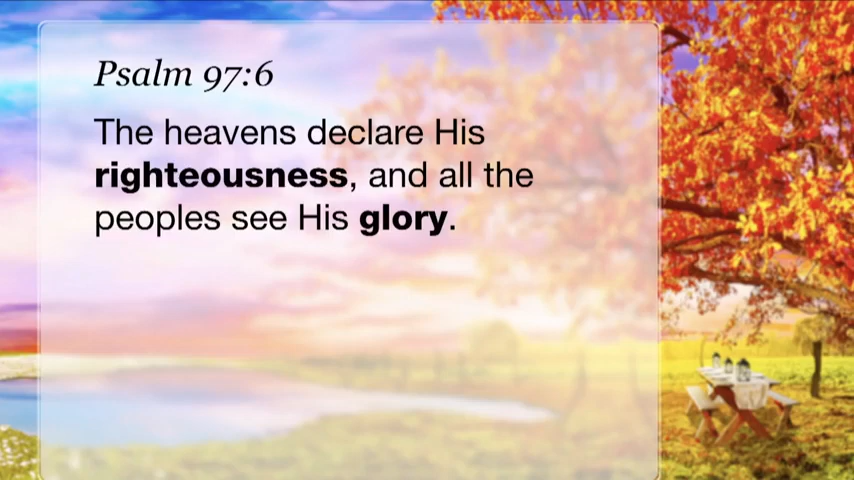 Psalm 97:6
The heavens declare His
righteousness, and all the
peoples see His glory.